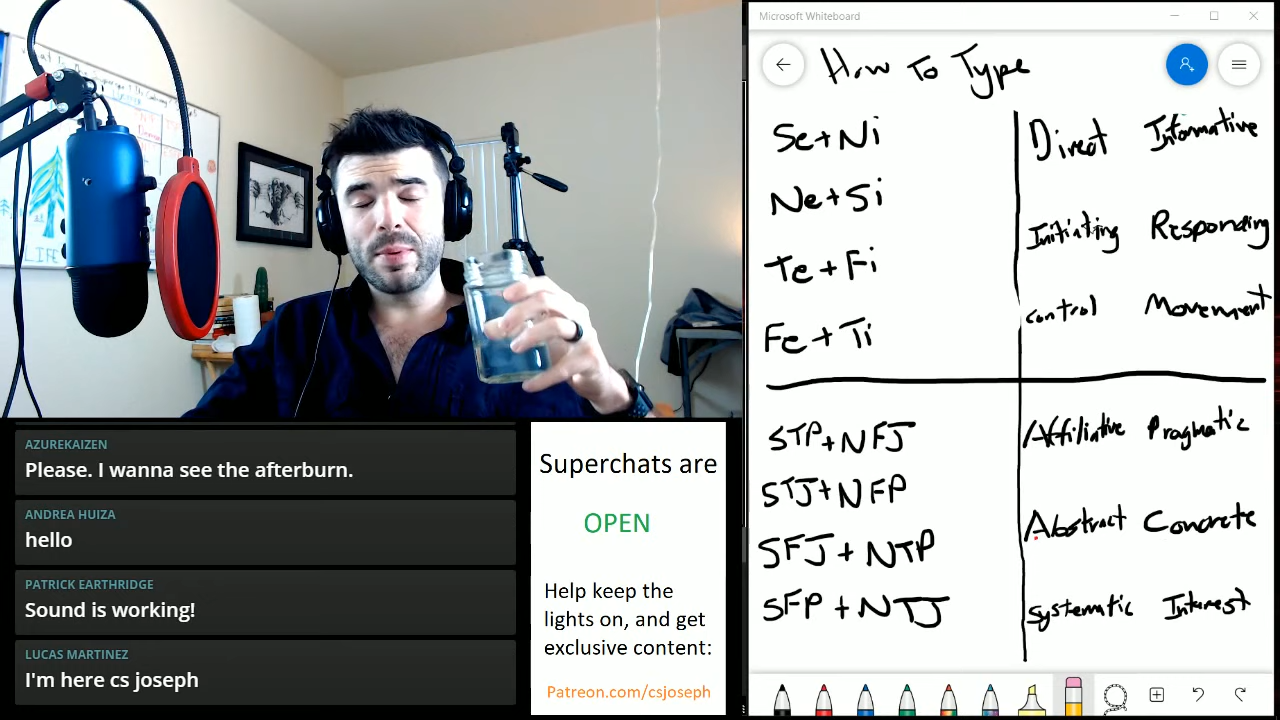 Microsoft Whiteboard
How To Type
Se+Ni
Direct Informative
Ne+Si
Initiating Responding
Te+Fi
control Movement
Fe+Ti
STP+NFJ
Affiliative Pragmatic
STJ+NFP
Abstract Concrete
SFJ+NTP
SFP+NTJ
Systematic Interest
LIFE
AZUREKAIZEN
Please. I wanna see the afterburn.
ANDREA HUIZA
hello
PATRICK EARTHRIDGE
Sound is working!
LUCAS MARTINEZ
I'm here cs joseph
Superchats are
OPEN
Help keep the
lights on, and get
exclusive content:
Patreon.com/csjoseph